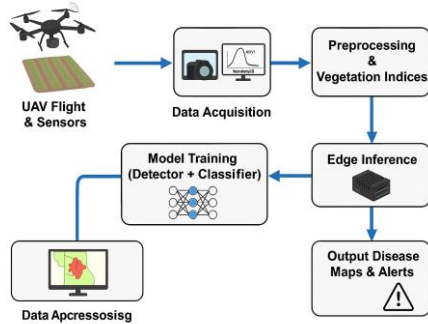 UAV Flight
& Sensors
NDVI
Data Acquisition
Preprocessing
&
Vegetation Indices
Model Training
(Detector + Classifier)
Edge Inference
Output Disease
Maps & Alerts
Data Apcressosisg